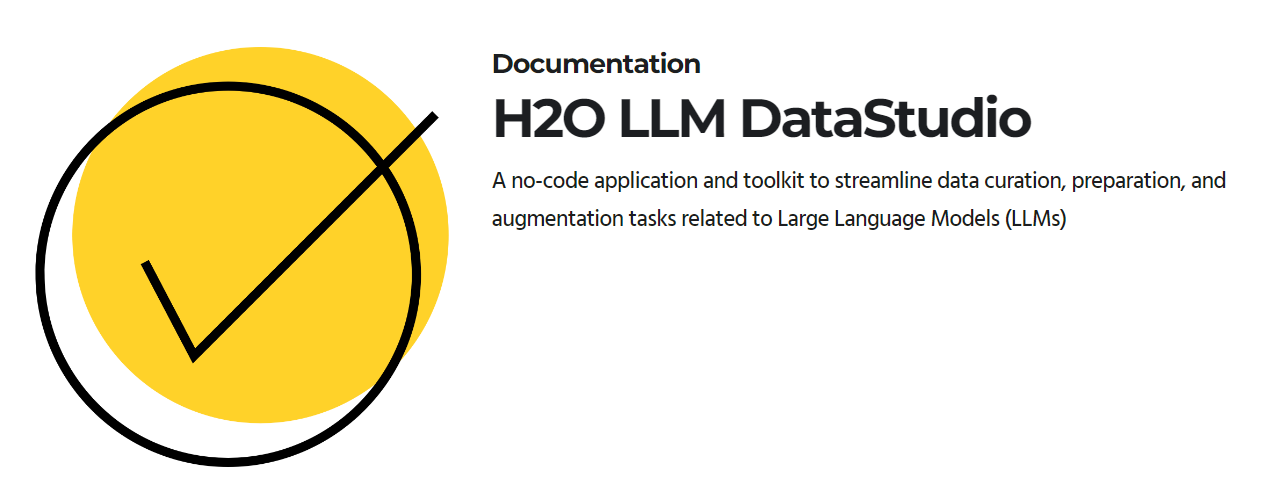 Documentation
H2O LLM DataStudio
A no-code application and toolkit to streamline data curation, preparation, and
augmentation tasks related to Large Language Models (LLMs)